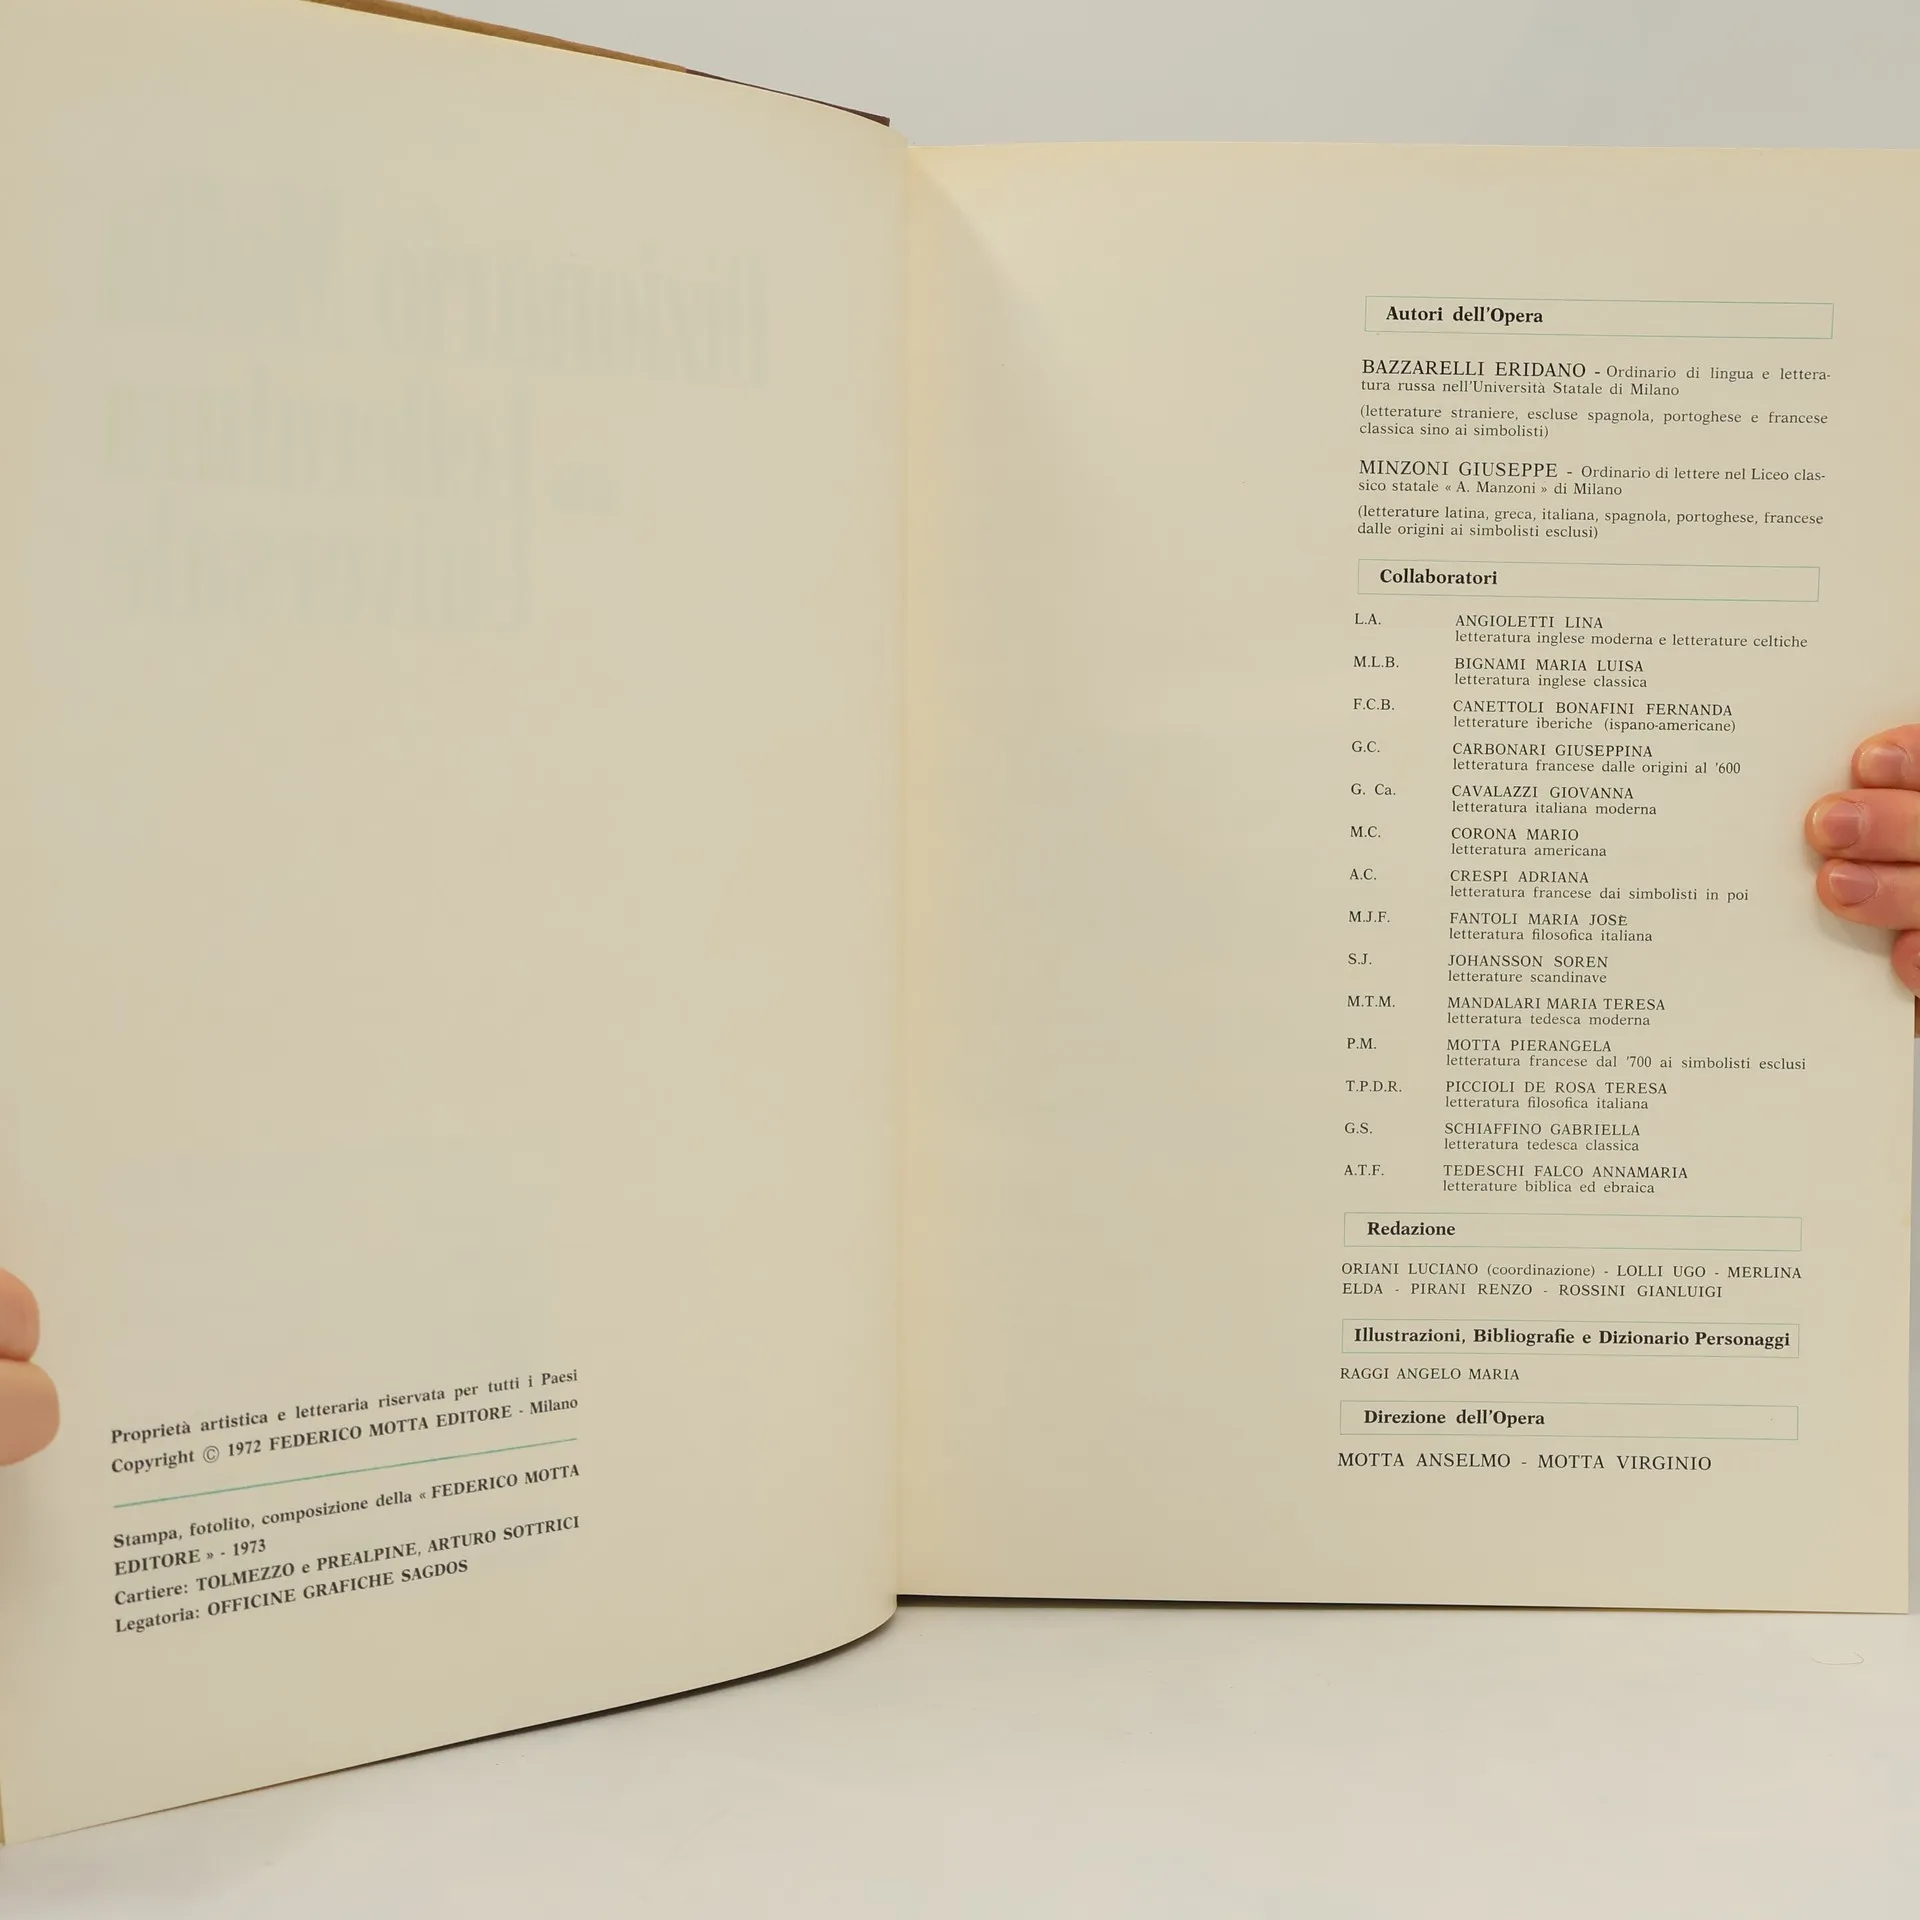 Proprietà artistica e letteraria riservata per tutti i Paesi
Copyright © 1972 FEDERICO MOTTA EDITORE - Milano
Stampa, fotolito, composizione della « FEDERICO MOTTA
EDITORE » - 1973
Cartiere: TOLMEZZO e PREALPINE, ARTURO SOTTRICI
Legatoria: OFFICINE GRAFICHE SAGDOS
Autori dell'Opera
BAZZARELLI ERIDANO - Ordinario di lingua e lettera-
tura russa nell'Università Statale di Milano
(letterature straniere, escluse spagnola, portoghese e francese
classica sino ai simbolisti)
MINZONI GIUSEPPE - Ordinario di lettere nel Liceo clas-
sico statale « A. Manzoni » di Milano
(letterature latina, greca, italiana, spagnola, portoghese, francese
dalle origini ai simbolisti esclusi)
Collaboratori
L.A. ANGIOLETTI LINA
letteratura inglese moderna e letterature celtiche
M.L.B. BIGNAMI MARIA LUISA
letteratura inglese classica
F.C.B. CANETTOLI BONAFINI FERNANDA
letterature iberiche (ispano-americane)
G.C. CARBONARI GIUSEPPINA
letteratura francese dalle origini al '600
G. Ca. CAVALAZZI GIOVANNA
letteratura italiana moderna
M.C. CORONA MARIO
letteratura americana
A.C. CRESPI ADRIANA
letteratura francese dai simbolisti in poi
M.J.F. FANTOLI MARIA JOSÈ
letteratura filosofica italiana
S.J. JOHANSSON SOREN
letterature scandinave
M.T.M. MANDALARI MARIA TERESA
letteratura tedesca moderna
P.M. MOTTA PIERANGELA
letteratura francese dal '700 ai simbolisti esclusi
T.P.D.R. PICCIOLI DE ROSA TERESA
letteratura filosofica italiana
G.S. SCHIAFFINO GABRIELLA
letteratura tedesca classica
A.T.F. TEDESCHI FALCO ANNAMARIA
letterature biblica ed ebraica
Redazione
ORIANI LUCIANO (coordinazione) - LOLLI UGO - MERLINA
ELDA - PIRANI RENZO - ROSSINI GIANLUIGI
Illustrazioni, Bibliografie e Dizionario Personaggi
RAGGI ANGELO MARIA
Direzione dell'Opera
MOTTA ANSELMO - MOTTA VIRGINIO